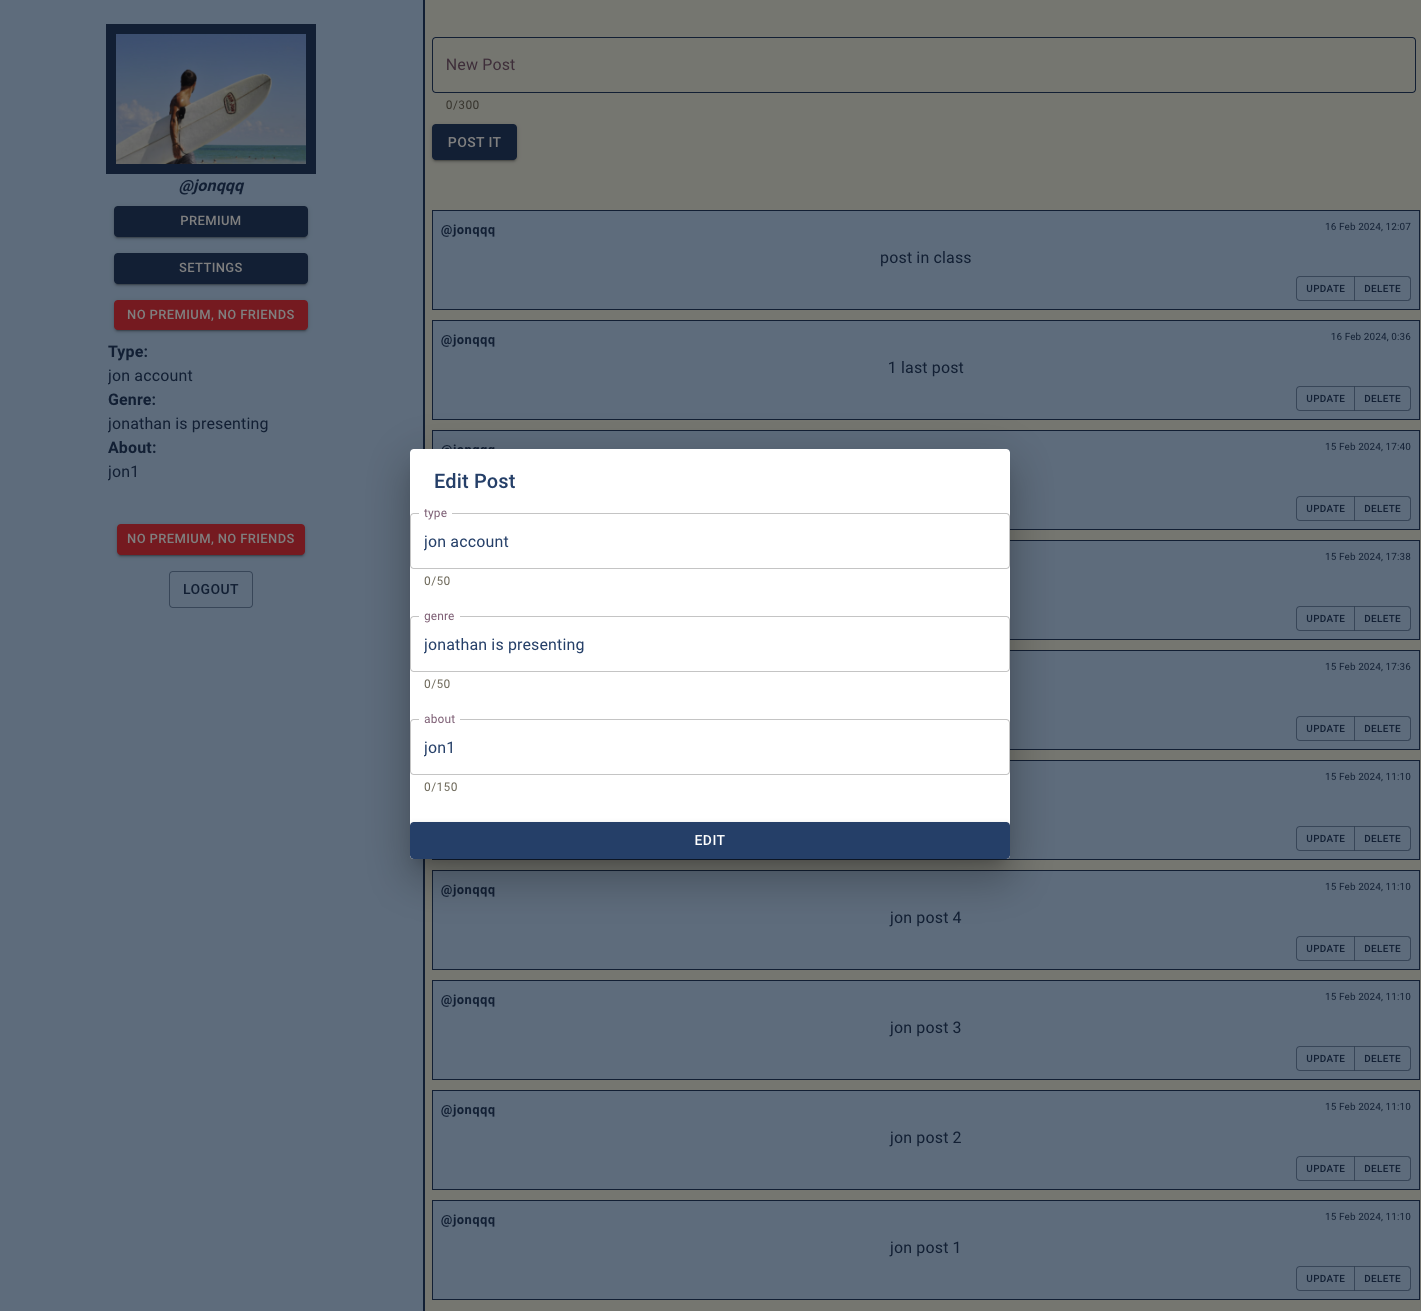 @jonqqq
PREMIUM
SETTINGS
NO PREMIUM, NO FRIENDS
Type:
jon account
Genre:
jonathan is presenting
About:
jon1
NO PREMIUM, NO FRIENDS
LOGOUT
New Post
0/300
POST IT
@jonqqq
16 Feb 2024, 12:07
post in class
UPDATE DELETE
@jonqqq
16 Feb 2024, 0:36
1 last post
UPDATE DELETE
@jonqqq
15 Feb 2024, 17:40
UPDATE DELETE
15 Feb 2024, 17:38
UPDATE DELETE
15 Feb 2024, 17:36
UPDATE DELETE
15 Feb 2024, 11:10
UPDATE DELETE
Edit Post
type
jon account
0/50
genre
jonathan is presenting
0/50
about
jon1
0/150
EDIT
@jonqqq
15 Feb 2024, 11:10
jon post 4
UPDATE DELETE
@jonqqq
15 Feb 2024, 11:10
jon post 3
UPDATE DELETE
@jonqqq
15 Feb 2024, 11:10
jon post 2
UPDATE DELETE
@jonqqq
15 Feb 2024, 11:10
jon post 1
UPDATE DELETE